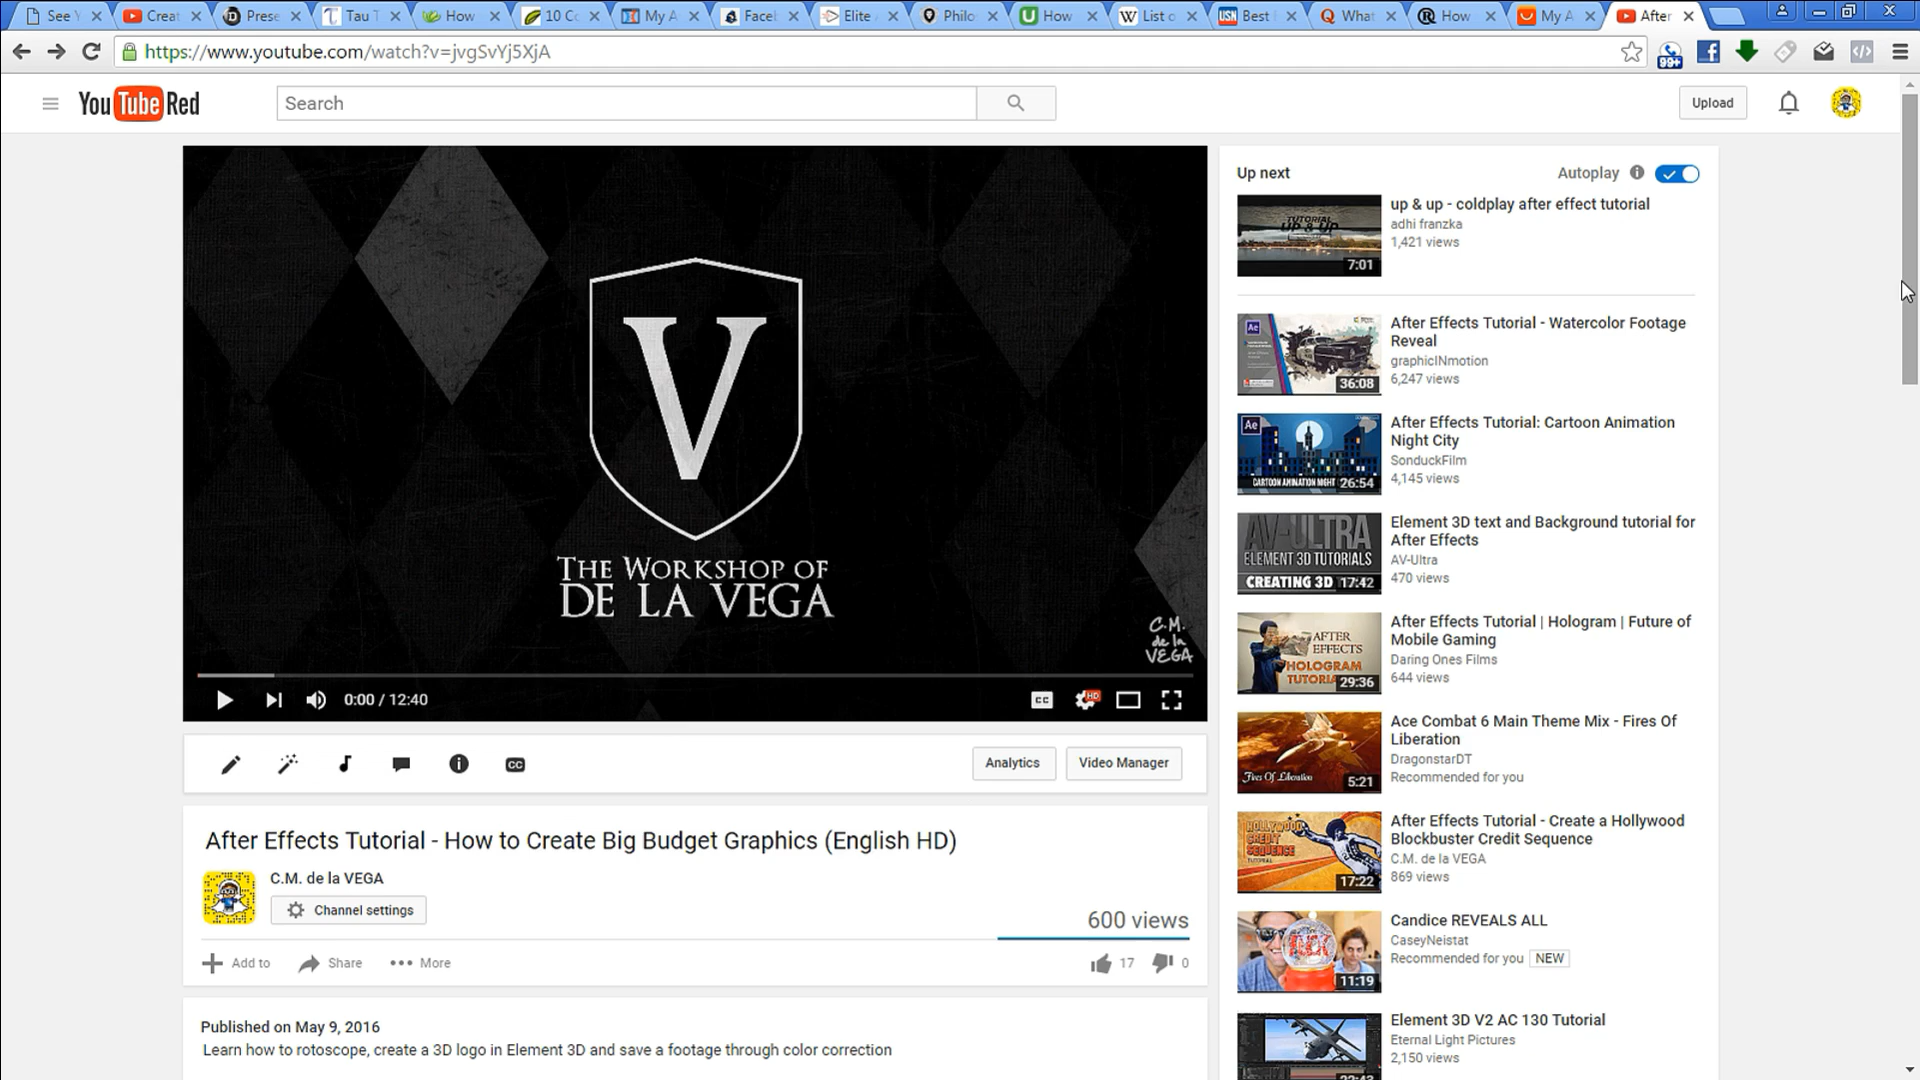 See Y
Creat
Prese
Tau T
How
10 Co
My A
Facel
Elite
Philo
How
List o
Best
What
How
My A
After
https://www.youtube.com/watch?v=jvgSvYj5XjA
99+
YouTube Red
Search
Upload
V
THE WORKSHOP OF
DE LA VEGA
C.M.
de la
VEGA
0:00 / 12:40
CC
HD
CC
Analytics
Video Manager
After Effects Tutorial - How to Create Big Budget Graphics (English HD)
C.M. de la VEGA
Channel settings
600 views
Add to
Share
More
17
0
Published on May 9, 2016
Learn how to rotoscope, create a 3D logo in Element 3D and save a footage through color correction
Up next
Autoplay
TUTORIAL
UP & UP
7:01
up & up - coldplay after effect tutorial
adhi franzka
1,421 views
Ae
36:08
After Effects Tutorial - Watercolor Footage
Reveal
graphicINmotion
6,247 views
Ae
CARTOON ANIMATION NIGHT
26:54
After Effects Tutorial: Cartoon Animation
Night City
SonduckFilm
4,145 views
AV-ULTRA
ELEMENT 3D TUTORIALS
CREATING 3D
17:42
Element 3D text and Background tutorial for
After Effects
AV-Ultra
470 views
AFTER
EFFECTS
HOLOGRAM
TUTORIA
29:36
After Effects Tutorial | Hologram | Future of
Mobile Gaming
Daring Ones Films
644 views
Fires Of Liberation
5:21
Ace Combat 6 Main Theme Mix - Fires Of
Liberation
DragonstarDT
Recommended for you
HOLLYWOOD
CREDIT
SEQUENCE
TUTORIAL
17:22
After Effects Tutorial - Create a Hollywood
Blockbuster Credit Sequence
C.M. de la VEGA
869 views
11:19
Candice REVEALS ALL
CaseyNeistat
Recommended for you
NEW
Element 3D V2 AC 130 Tutorial
Eternal Light Pictures
2,150 views